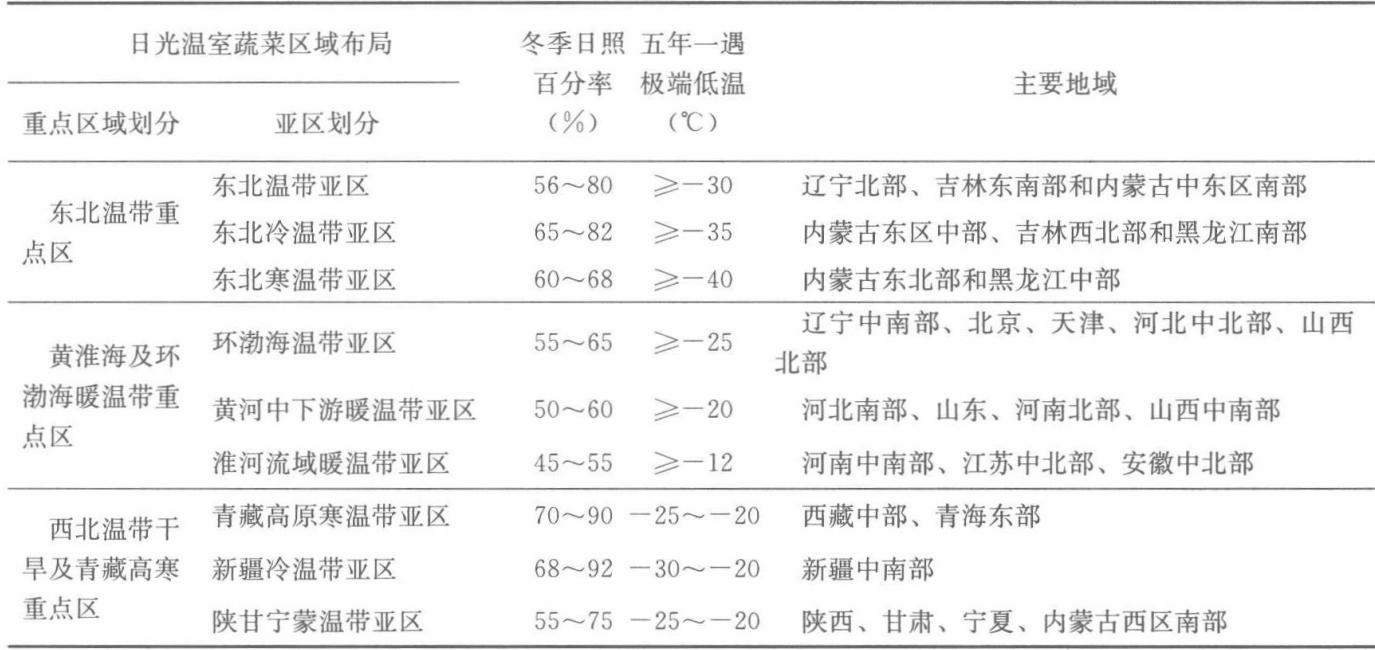 日光温室蔬菜区域布局 冬季日照 五年一遇
百分率 极端低温 主要地域
重点区域划分 亚区划分 (%) (℃)
东北温带重
点区
东北温带亚区 56～80 ≥－30 辽宁北部、吉林东南部和内蒙古中东区南部
东北冷温带亚区 65～82 ≥－35 内蒙古东区中部、吉林西北部和黑龙江南部
东北寒温带亚区 60～68 ≥－40 内蒙古东北部和黑龙江中部
黄淮海及环
渤海暖温带重
点区
环渤海温带亚区 55～65 ≥－25 辽宁中南部、北京、天津、河北中北部、山西
北部
黄河中下游暖温带亚区 50～60 ≥－20 河北南部、山东、河南北部、山西中南部
淮河流域暖温带亚区 45～55 ≥－12 河南中南部、江苏中北部、安徽中北部
西北温带干
旱及青藏高寒
重点区
青藏高原寒温带亚区 70～90 －25～－20 西藏中部、青海东部
新疆冷温带亚区 68～92 －30～－20 新疆中南部
陕甘宁蒙温带亚区 55～75 －25～－20 陕西、甘肃、宁夏、内蒙古西区南部